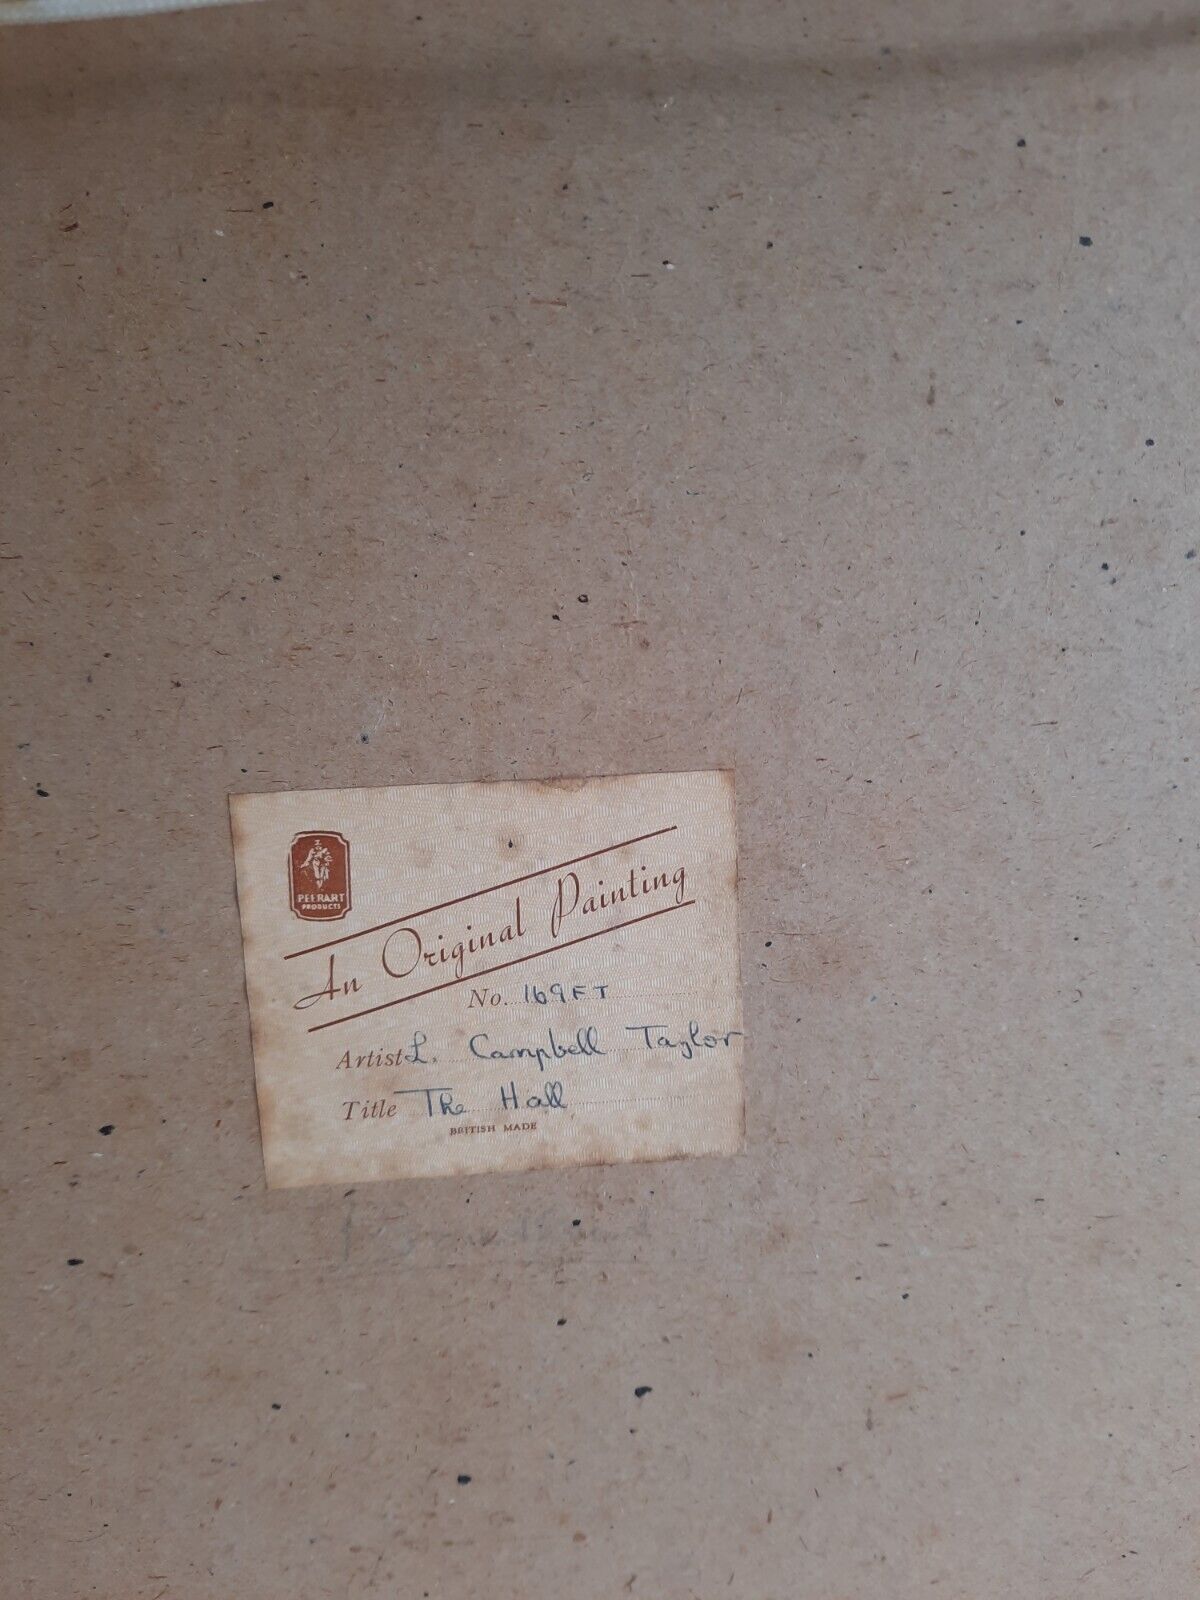 PEERART
PRODUCTS
An Original Painting
No. 169FT
Artist L. Campbell Taylor
Title The Hall
BRITISH MADE